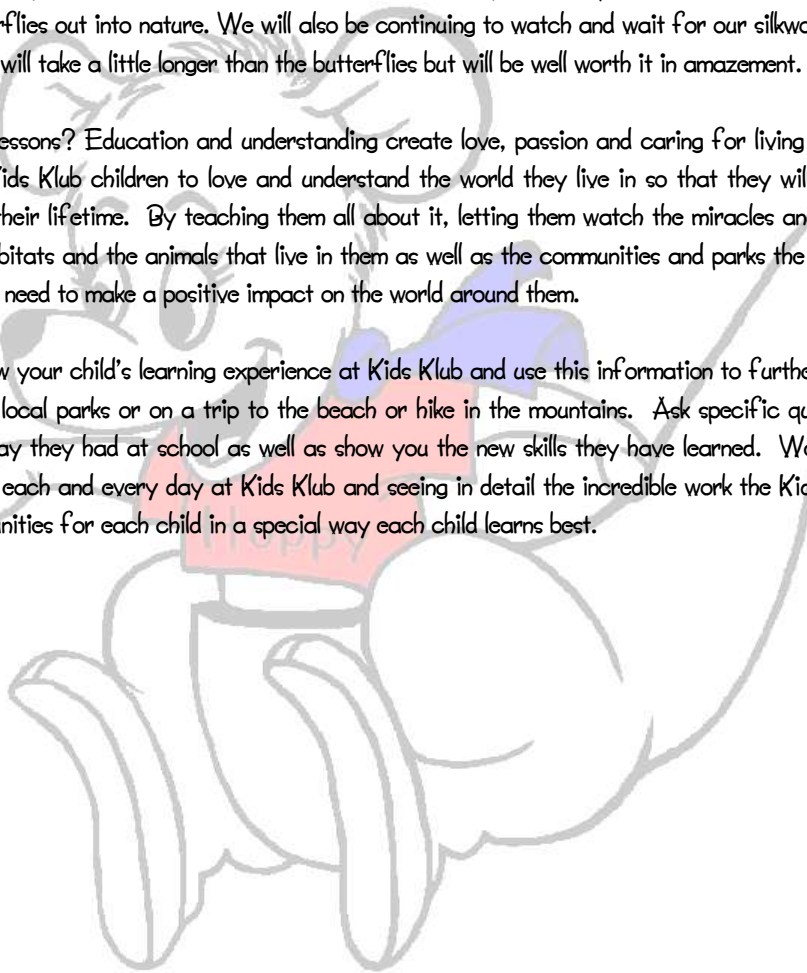 rflies out into nature. We will also be continuing to watch and wait for our silkwo
will take a little longer than the butterflies but will be well worth it in amazement.
essons? Education and understanding create love, passion and caring for living
ids Klub children to love and understand the world they live in so that they wil
heir lifetime. By teaching them all about it, letting them watch the miracles an
bitats and the animals that live in them as well as the communities and parks the
need to make a positive impact on the world around them.
w your child's learning experience at Kids Klub and use this information to furthe
local parks or on a trip to the beach or hike in the mountains. Ask specific qu
ay they had at school as well as show you the new skills they have learned. Wo
each and every day at Kids Klub and seeing in detail the incredible work the Kid
nities for each child in a special way each child learns best.
Hoppy